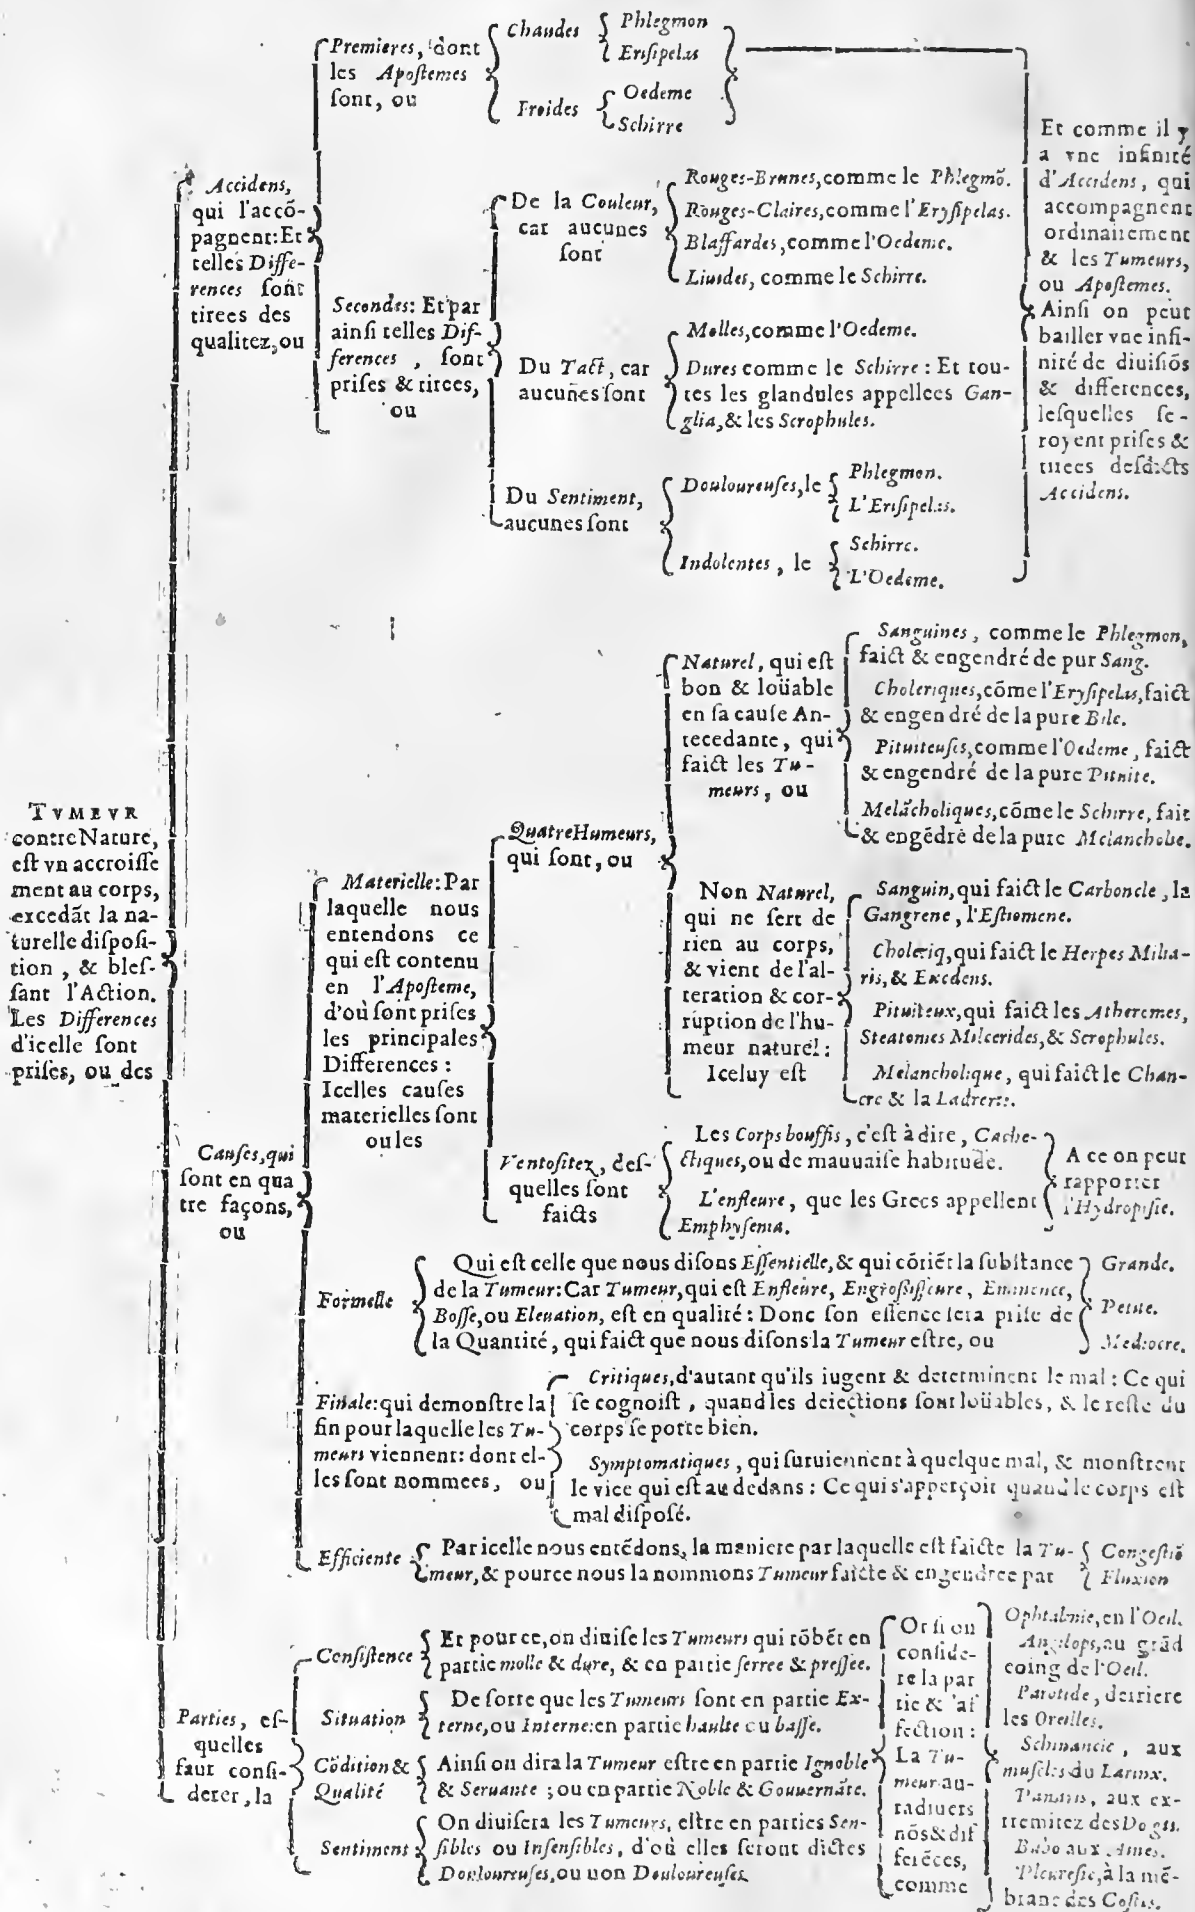 TVMEVR
contre Nature,
est vn accroisse
ment au corps,
excedãt la na-
turelle disposi-
tion, & bles-
sant l'Action.
Les Differences
d'icelle sont
prises, ou des
Accidens,
qui l'accõ-
pagnent: Et
telles Diffe-
rences sont
tirees des
qualitez, ou
Premieres, dont
les Apostemes
sont, ou
Chaudes
Phlegmon
Erisipelas
Froides
Oedeme
Schirre
Secondes: Et par
ainsi telles Dif-
ferences, sont
prises & tirees,
ou
De la Couleur,
car aucunes
sont
Rouges-Brunes, comme le Phlegmõ.
Rouges-Claires, comme l'Erysipelas.
Blaffardes, comme l'Oedeme.
Liuides, comme le Schirre.
Du Tact, car
aucunes sont
Molles, comme l'Oedeme.
Dures comme le Schirre: Et tou-
tes les glandules appellees Gan-
glia, & les Scrophules.
Du Sentiment,
aucunes sont
Douloureuses, le
Phlegmon.
L'Erisipelas.
Indolentes, le
Schirre.
L'Oedeme.
Et comme il y
a vne infinité
d'Accidens, qui
accompagnent
ordinairement
& les Tumeurs,
ou Apostemes.
Ainsi on peut
bailler vne infi-
nité de diuisiõs
& differences,
lesquelles se-
royent prises &
tirees desdicts
Accidens.
Causes, qui
sont en qua
tre façons,
ou
Materielle: Par
laquelle nous
entendons ce
qui est contenu
en l'Aposteme,
d'où sont prises
les principales
Differences:
Icelles causes
materielles sont
ou les
Quatre Humeurs,
qui sont, ou
Naturel, qui est
bon & loüable
en sa cause An-
tecedante, qui
faict les Tu-
meurs, ou
Sanguines, comme le Phlegmon,
faict & engendré de pur Sang.
Choleriques, cõme l'Erysipelas, faict
& engendré de la pure Bile.
Pituiteuses, comme l'Oedeme, faict
& engendré de la pure Pituite.
Melãcholiques, cõme le Schirre, fait
& engẽdré de la pure Melancholie.
Non Naturel,
qui ne sert de
rien au corps,
& vient de l'al-
teration & cor-
ruption de l'hu-
meur naturel:
Iceluy est
Sanguin, qui faict le Carboncle, la
Gangrene, l'Estiomene.
Choleriq, qui faict le Herpes Milia-
ris, & Excedens.
Pituiteux, qui faict les Atheromes,
Steatomes Milcerides, & Scrophules.
Melancholique, qui faict le Chan-
cre & la Ladrerie.
Ventositez, des-
quelles sont
faicts
Les Corps bouffis, c'est à dire, Cache-
ctiques, ou de mauuaise habitude.
L'enfleure, que les Grecs appellent
Emphysema.
A ce on peut
rapporter
l'Hydropisie.
Formelle
Qui est celle que nous disons Essentielle, & qui cõtiẽt la substance
de la Tumeur: Car Tumeur, qui est Enfleure, Engrossisseure, Eminence,
Bosse, ou Eleuation, est en qualité: Donc son essence sera prise de
la Quantité, qui faict que nous disons la Tumeur estre, ou
Grande.
Petite.
Mediocre.
Finale: qui demonstre la
fin pour laquelle les Tu-
meurs viennent: dont el-
les sont nommees, ou
Critiques, d'autant qu'ils iugent & determinent le mal: Ce qui
se cognoist, quand les deiections sont loüables, & le reste du
corps se porte bien.
Symptomatiques, qui suruiennent à quelque mal, & monstrent
le vice qui est au dedans: Ce qui s'apperçoit quand le corps est
mal disposé.
Efficiente
Par icelle nous entẽdons, la maniere par laquelle est faicte la Tu-
meur, & pource nous la nommons Tumeur faicte & engendree par
Congestiõ
Fluxion
Parties, es-
quelles
faut consi-
derer, la
Consistence
Et pour ce, on diuise les Tumeurs qui tõbẽt en
partie molle & dure, & en partie serree & pressee.
Situation
De sorte que les Tumeurs sont en partie Ex-
terne, ou Interne: en partie haulte ou basse.
Cõdition &
Qualité
Ainsi on dira la Tumeur estre en partie Ignoble
& Seruante; ou en partie Noble & Gouuernãte.
Sentiment
On diuisera les Tumeurs, estre en parties Sen-
sibles ou Insensibles, d'où elles seront dictes
Douloureuses, ou non Douloureuses.
Or si on
conside-
re la par
tie & l'af
fection:
La Tu-
meur au-
ra diuers
nõs & dif
ferẽces,
comme
Ophtalmie, en l'Oeil.
Angilops, au grãd
coing de l'Oeil.
Parotide, derriere
les Oreilles.
Schinancie, aux
muscles du Larinx.
Panaris, aux ex-
tremitez des Dogts.
Bubo aux Aines.
Pleuresie, à la mẽ-
brane des Costes.